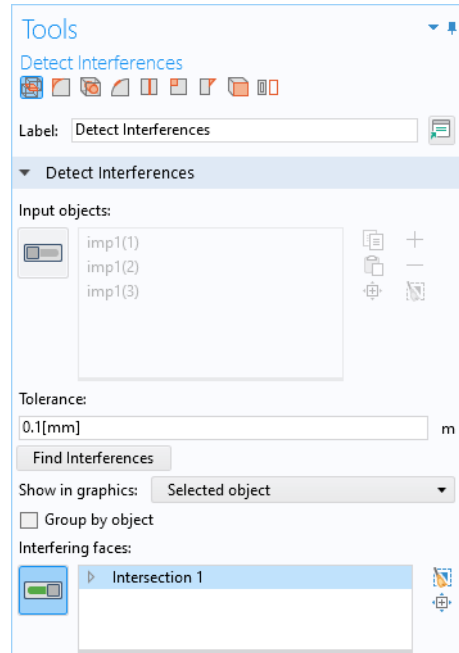 Tools
Detect Interferences
Label: Detect Interferences
Detect Interferences
Input objects:
imp1(1)
imp1(2)
imp1(3)
Tolerance:
0.1[mm] m
Find Interferences
Show in graphics: Selected object
Group by object
Interfering faces:
Intersection 1